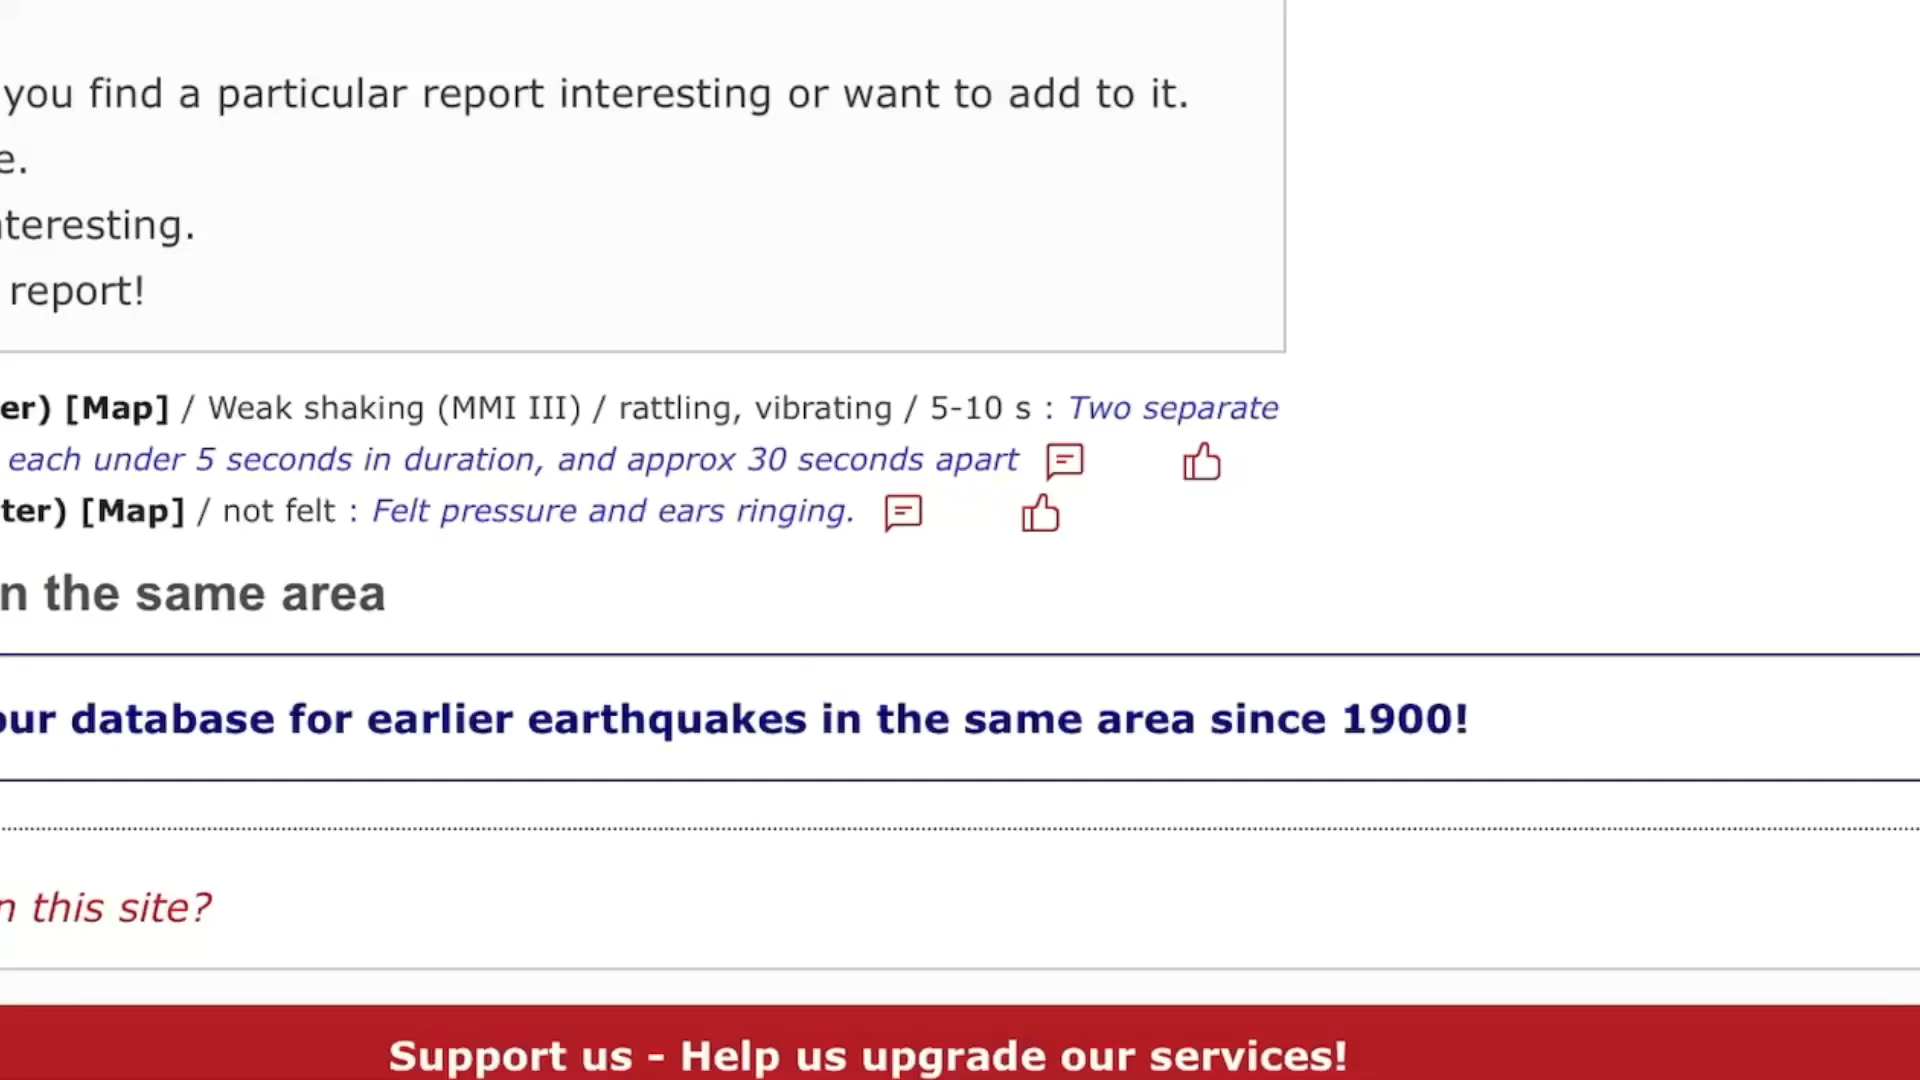 you find a particular report interesting or want to add to it.
e.
nteresting.
report!
er) [Map] / Weak shaking (MMI III) / rattling, vibrating / 5-10 s : Two separate
each under 5 seconds in duration, and approx 30 seconds apart
ter) [Map] / not felt : Felt pressure and ears ringing.
n the same area
our database for earlier earthquakes in the same area since 1900!
n this site?
Support us - Help us upgrade our services!